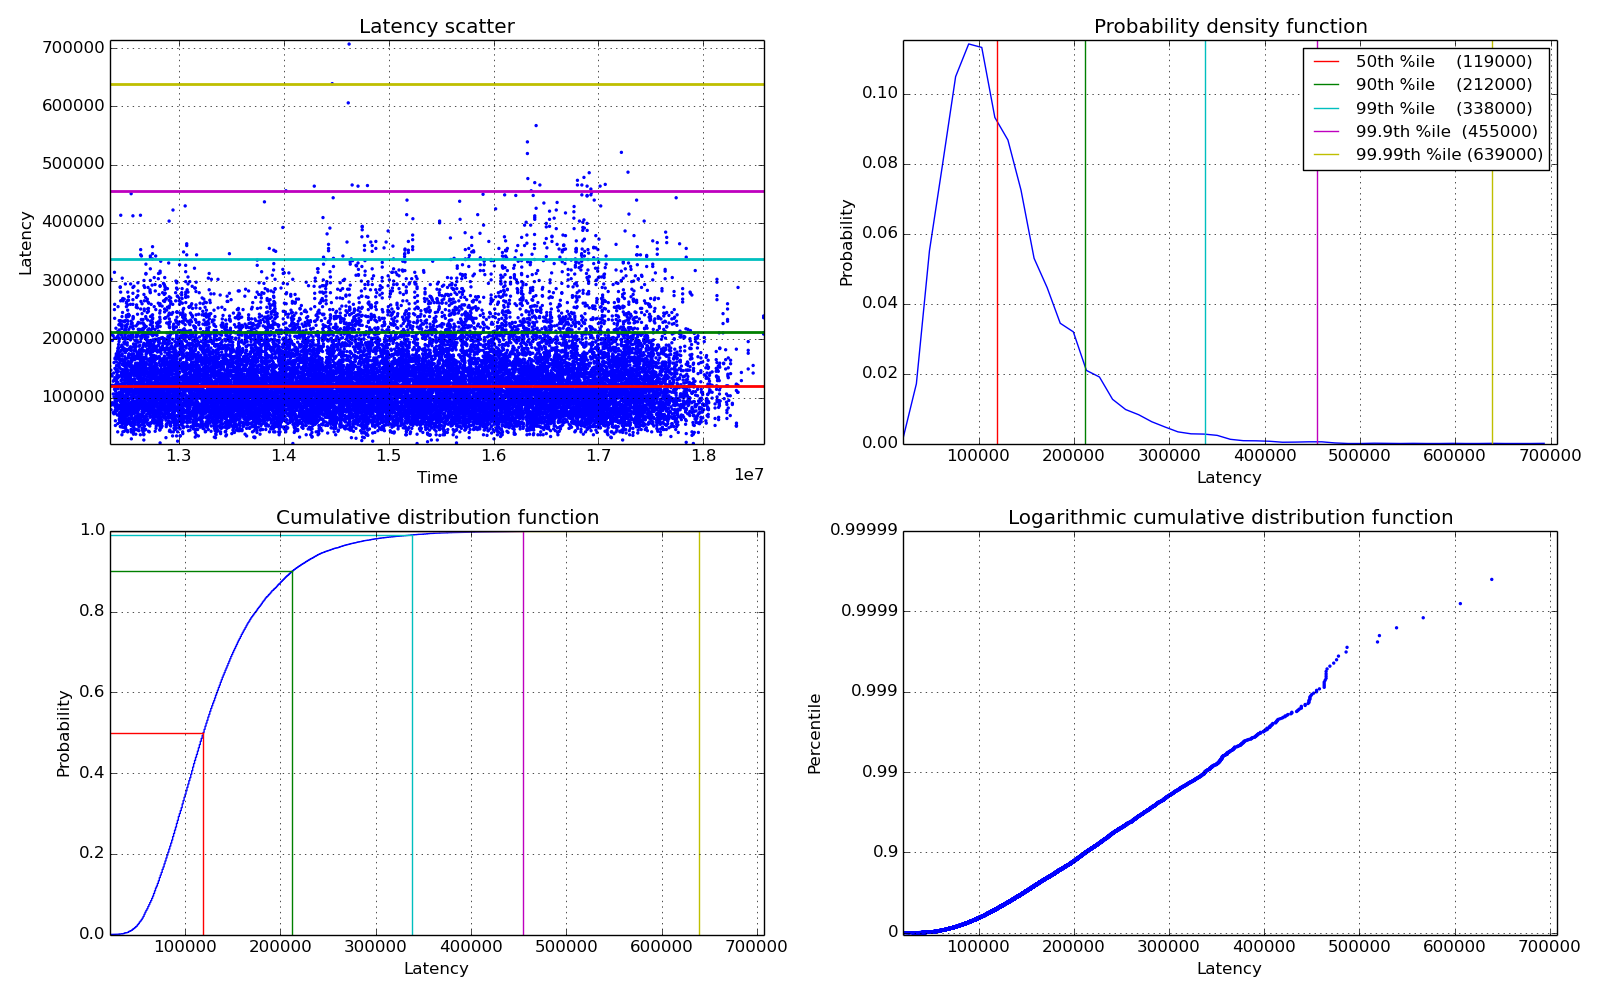 Latency scatter
700000
600000
500000
400000
300000
200000
100000
Latency
1.3
1.4
1.5
1.6
1.7
1.8
1e7
Time
Probability density function
50th %ile (119000)
90th %ile (212000)
99th %ile (338000)
99.9th %ile (455000)
99.99th %ile (639000)
0.10
0.08
0.06
0.04
0.02
0.00
Probability
100000
200000
300000
400000
500000
600000
700000
Latency
Cumulative distribution function
1.0
0.8
0.6
0.4
0.2
0.0
Probability
100000
200000
300000
400000
500000
600000
700000
Latency
Logarithmic cumulative distribution function
0.99999
0.9999
0.999
0.99
0.9
0
Percentile
100000
200000
300000
400000
500000
600000
700000
Latency